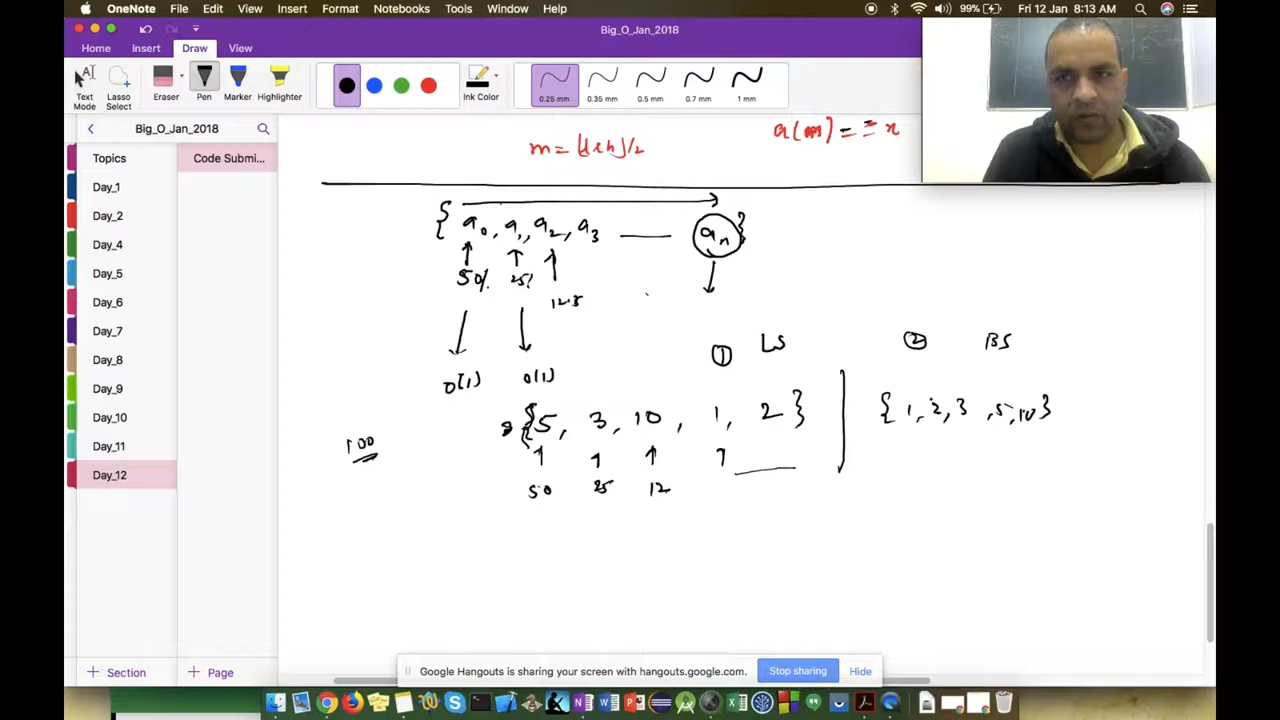 OneNote File Edit View Insert Format Notebooks Tools Window Help 99% Fri 12 Jan 8:13 AM
Big_O_Jan_2018
Home Insert Draw View
Text Mode
Lasso Select
Eraser
Pen
Marker
Highlighter
Ink Color
0.25 mm
0.35 mm
0.5 mm
0.7 mm
1 mm
Big_O_Jan_2018
Topics
Day_1
Day_2
Day_4
Day_5
Day_6
Day_7
Day_8
Day_9
Day_10
Day_11
Day_12
Code Submi...
+ Section
+ Page
a(m) == x
{ a0, a1, a2, a3 — an }
50% 25% 12.5
O(1) O(1)
① LS
② BS
100
{5, 3, 10, 1, 2}
50 25 12
{ 1, 2, 3, 5, 10 }
Google Hangouts is sharing your screen with hangouts.google.com.
Stop sharing
Hide